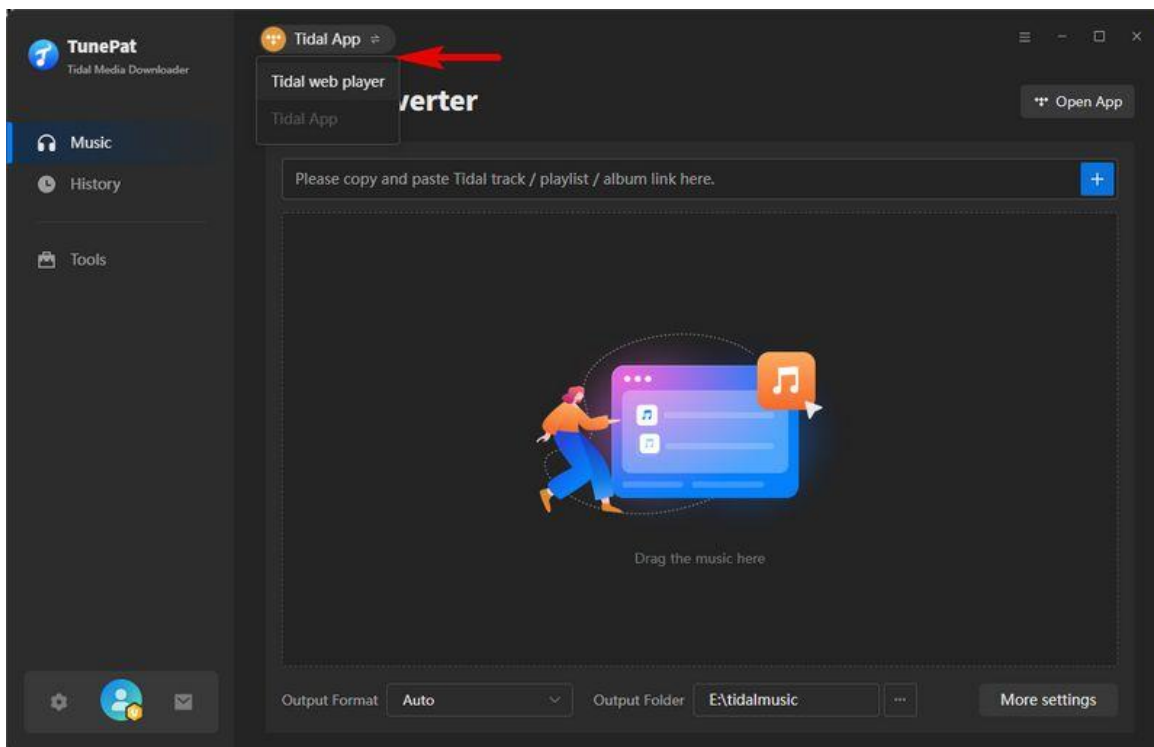 TunePat
Tidal Media Downloader
Music
History
Tools
Tidal App
Tidal web player
Tidal App
verter
Open App
Please copy and paste Tidal track / playlist / album link here.
Drag the music here
Output Format Auto Output Folder E:\tidalmusic ... More settings